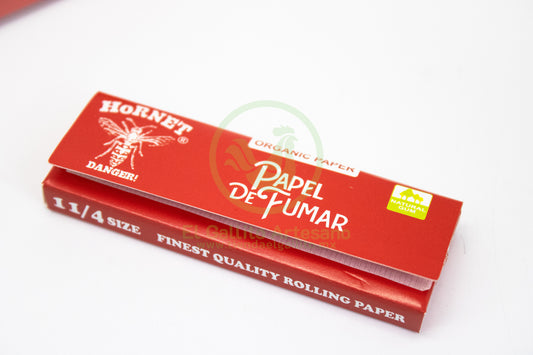 HORNET
®
DANGER!
ORGANIC PAPER
PAPEL
DE FUMAR
NATURAL
GUM
El Gallito Artesano
1 1/4 SIZE FINEST QUALITY ROLLING PAPER